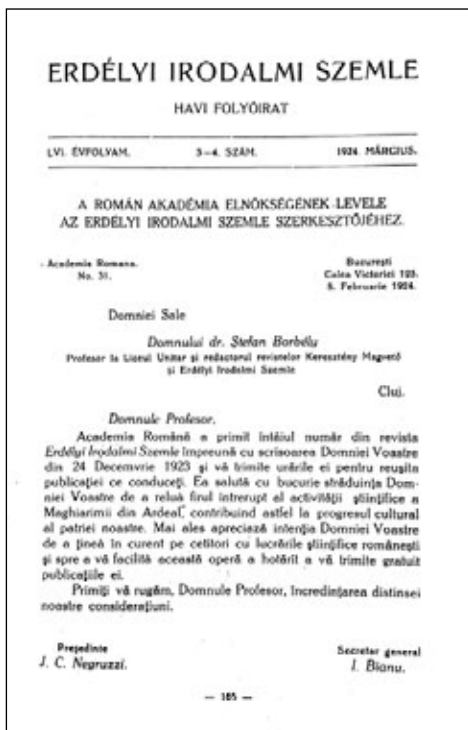 ERDÉLYI IRODALMI SZEMLE
HAVI FOLYÓIRAT
LVI. ÉVFOLYAM. 3—4. SZÁM. 1924. MÁRCIUS.
A ROMÁN AKADÉMIA ELNÖKSÉGÉNEK LEVELE
AZ ERDÉLYI IRODALMI SZEMLE SZERKESZTŐJÉHEZ.
Academia Romana. Bucureşti
No. 31. Calea Victoriei 125.
5. Februarie 1924.
Domniei Sale
Domnului dr. Ştefan Borbély
Profesor la Liceul Unitar şi redactorul revistelor Keresztény Magvető
şi Erdélyi Irodalmi Szemle
Cluj.
Domnule Profesor,
Academia Română a primit întâiul număr din revista
Erdélyi Irodalmi Szemle împreună cu scrisoarea Domniei Voastre
din 24 Decemvrie 1923 şi vă trimite urările ei pentru reuşita
publicaţiei ce conduceţi. Ea salută cu bucurie străduinţa Dom-
niei Voastre de a reluà firul întrerupt al activităţii ştiinţifice a
Maghiarimii din Ardeal, contribuind astfel la progresul cultural
al patriei noastre. Mai ales apreciază intenţia Domniei Voastre
de a ţineà în curent pe cetitori cu lucrările ştiinţifice româneşti
şi spre a vă facilità această operă a hotărît a vă trimite gratuit
publicaţiile ei.
Primiţi vă rugăm, Domnule Profesor, încredinţarea distinsei
noastre consideraţiuni.
Preşedinte Secretar general
J. C. Negruzzi. I. Bianu.
— 165 —